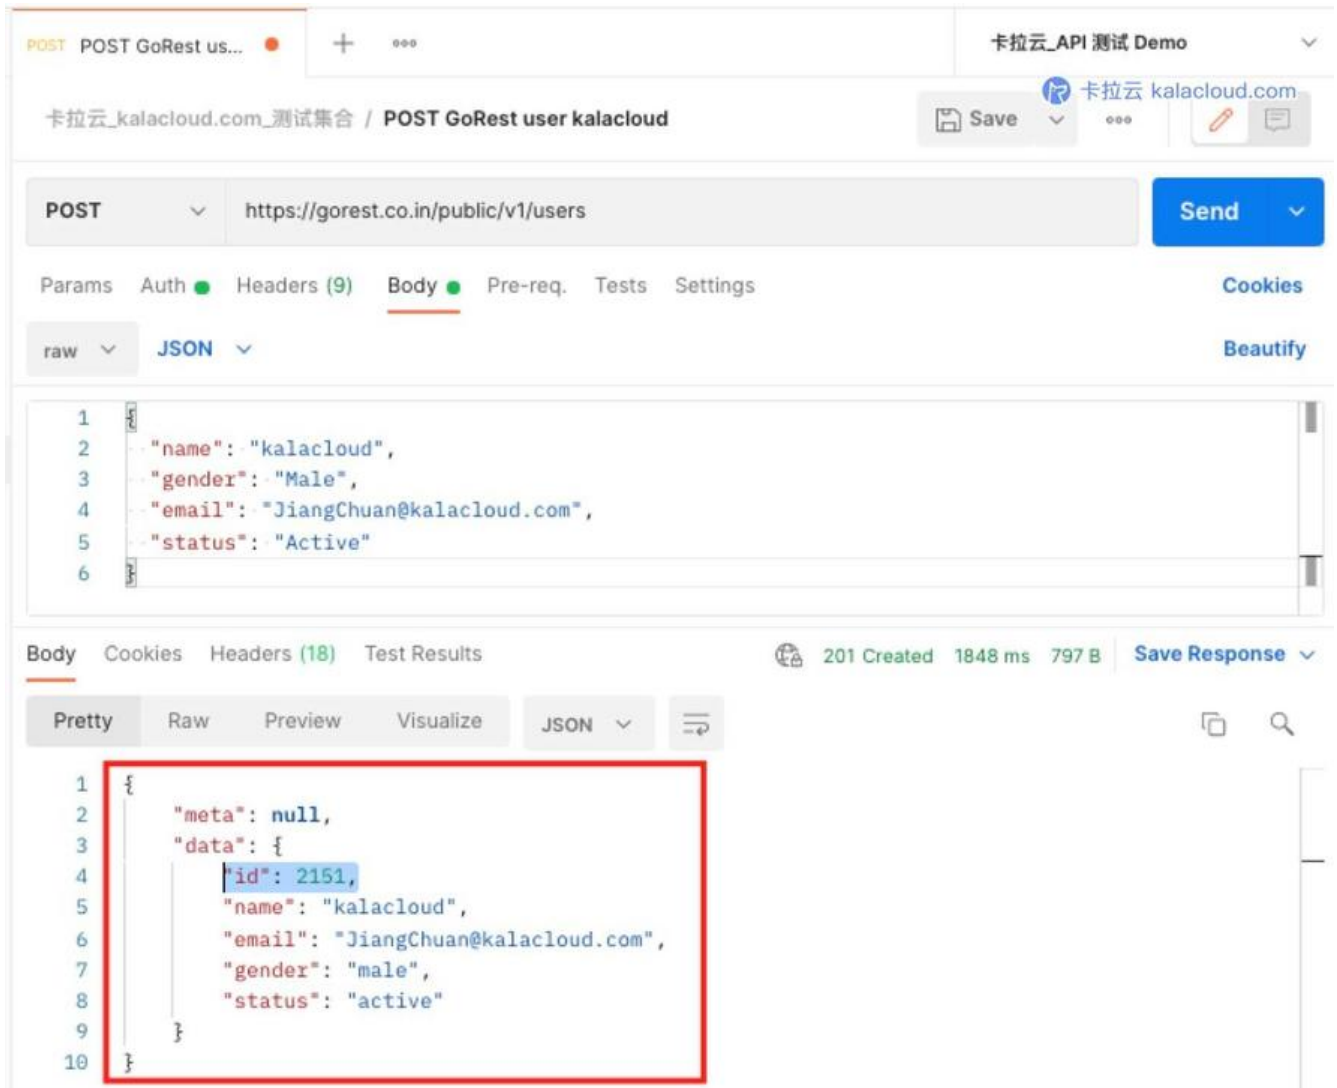 POST POST GoRest us... 卡拉云_API 测试 Demo
卡拉云 kalacloud.com
卡拉云_kalacloud.com_测试集合 / POST GoRest user kalacloud Save
POST https://gorest.co.in/public/v1/users Send
Params Auth Headers (9) Body Pre-req. Tests Settings Cookies
raw JSON Beautify
1 {
2 "name": "kalacloud",
3 "gender": "Male",
4 "email": "JiangChuan@kalacloud.com",
5 "status": "Active"
6 }
Body Cookies Headers (18) Test Results 201 Created 1848 ms 797 B Save Response
Pretty Raw Preview Visualize JSON
1 {
2 "meta": null,
3 "data": {
4 "id": 2151,
5 "name": "kalacloud",
6 "email": "JiangChuan@kalacloud.com",
7 "gender": "male",
8 "status": "active"
9 }
10 }